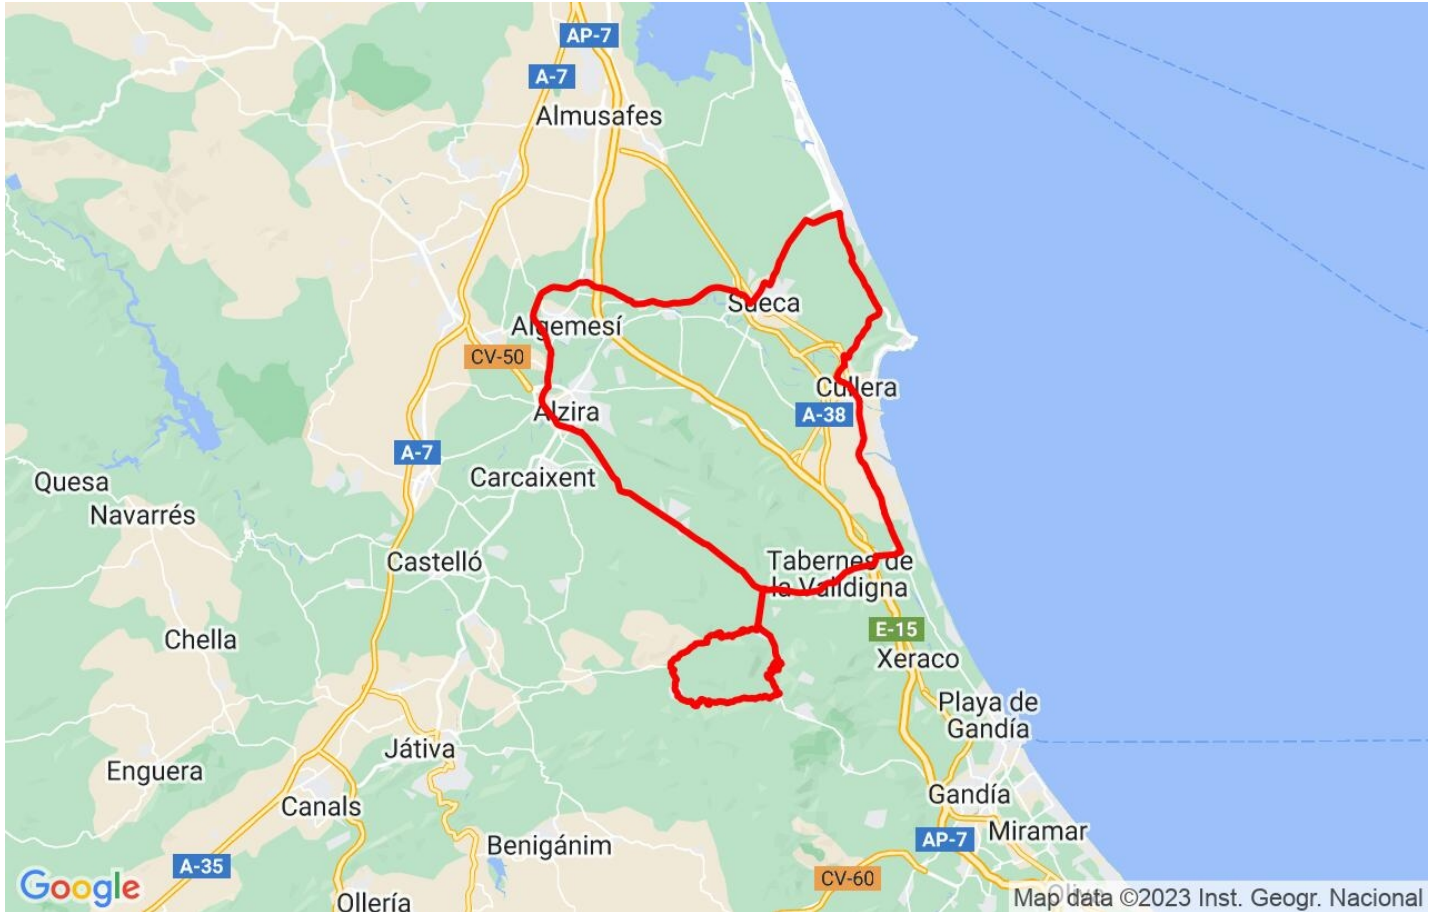 AP-7
A-7
Almusafes
Sueca
Algemesí
CV-50
Cullera
Alzira
A-38
A-7
Carcaixent
Quesa
Navarrés
Castelló
Tabernes de
la Valldigna
E-15
Chella
Xeraco
Playa de
Gandía
Játiva
Enguera
Canals
Gandía
Miramar
AP-7
Benigánim
A-35
CV-60
Google
Ollería
Oliva
Map data ©2023 Inst. Geogr. Nacional